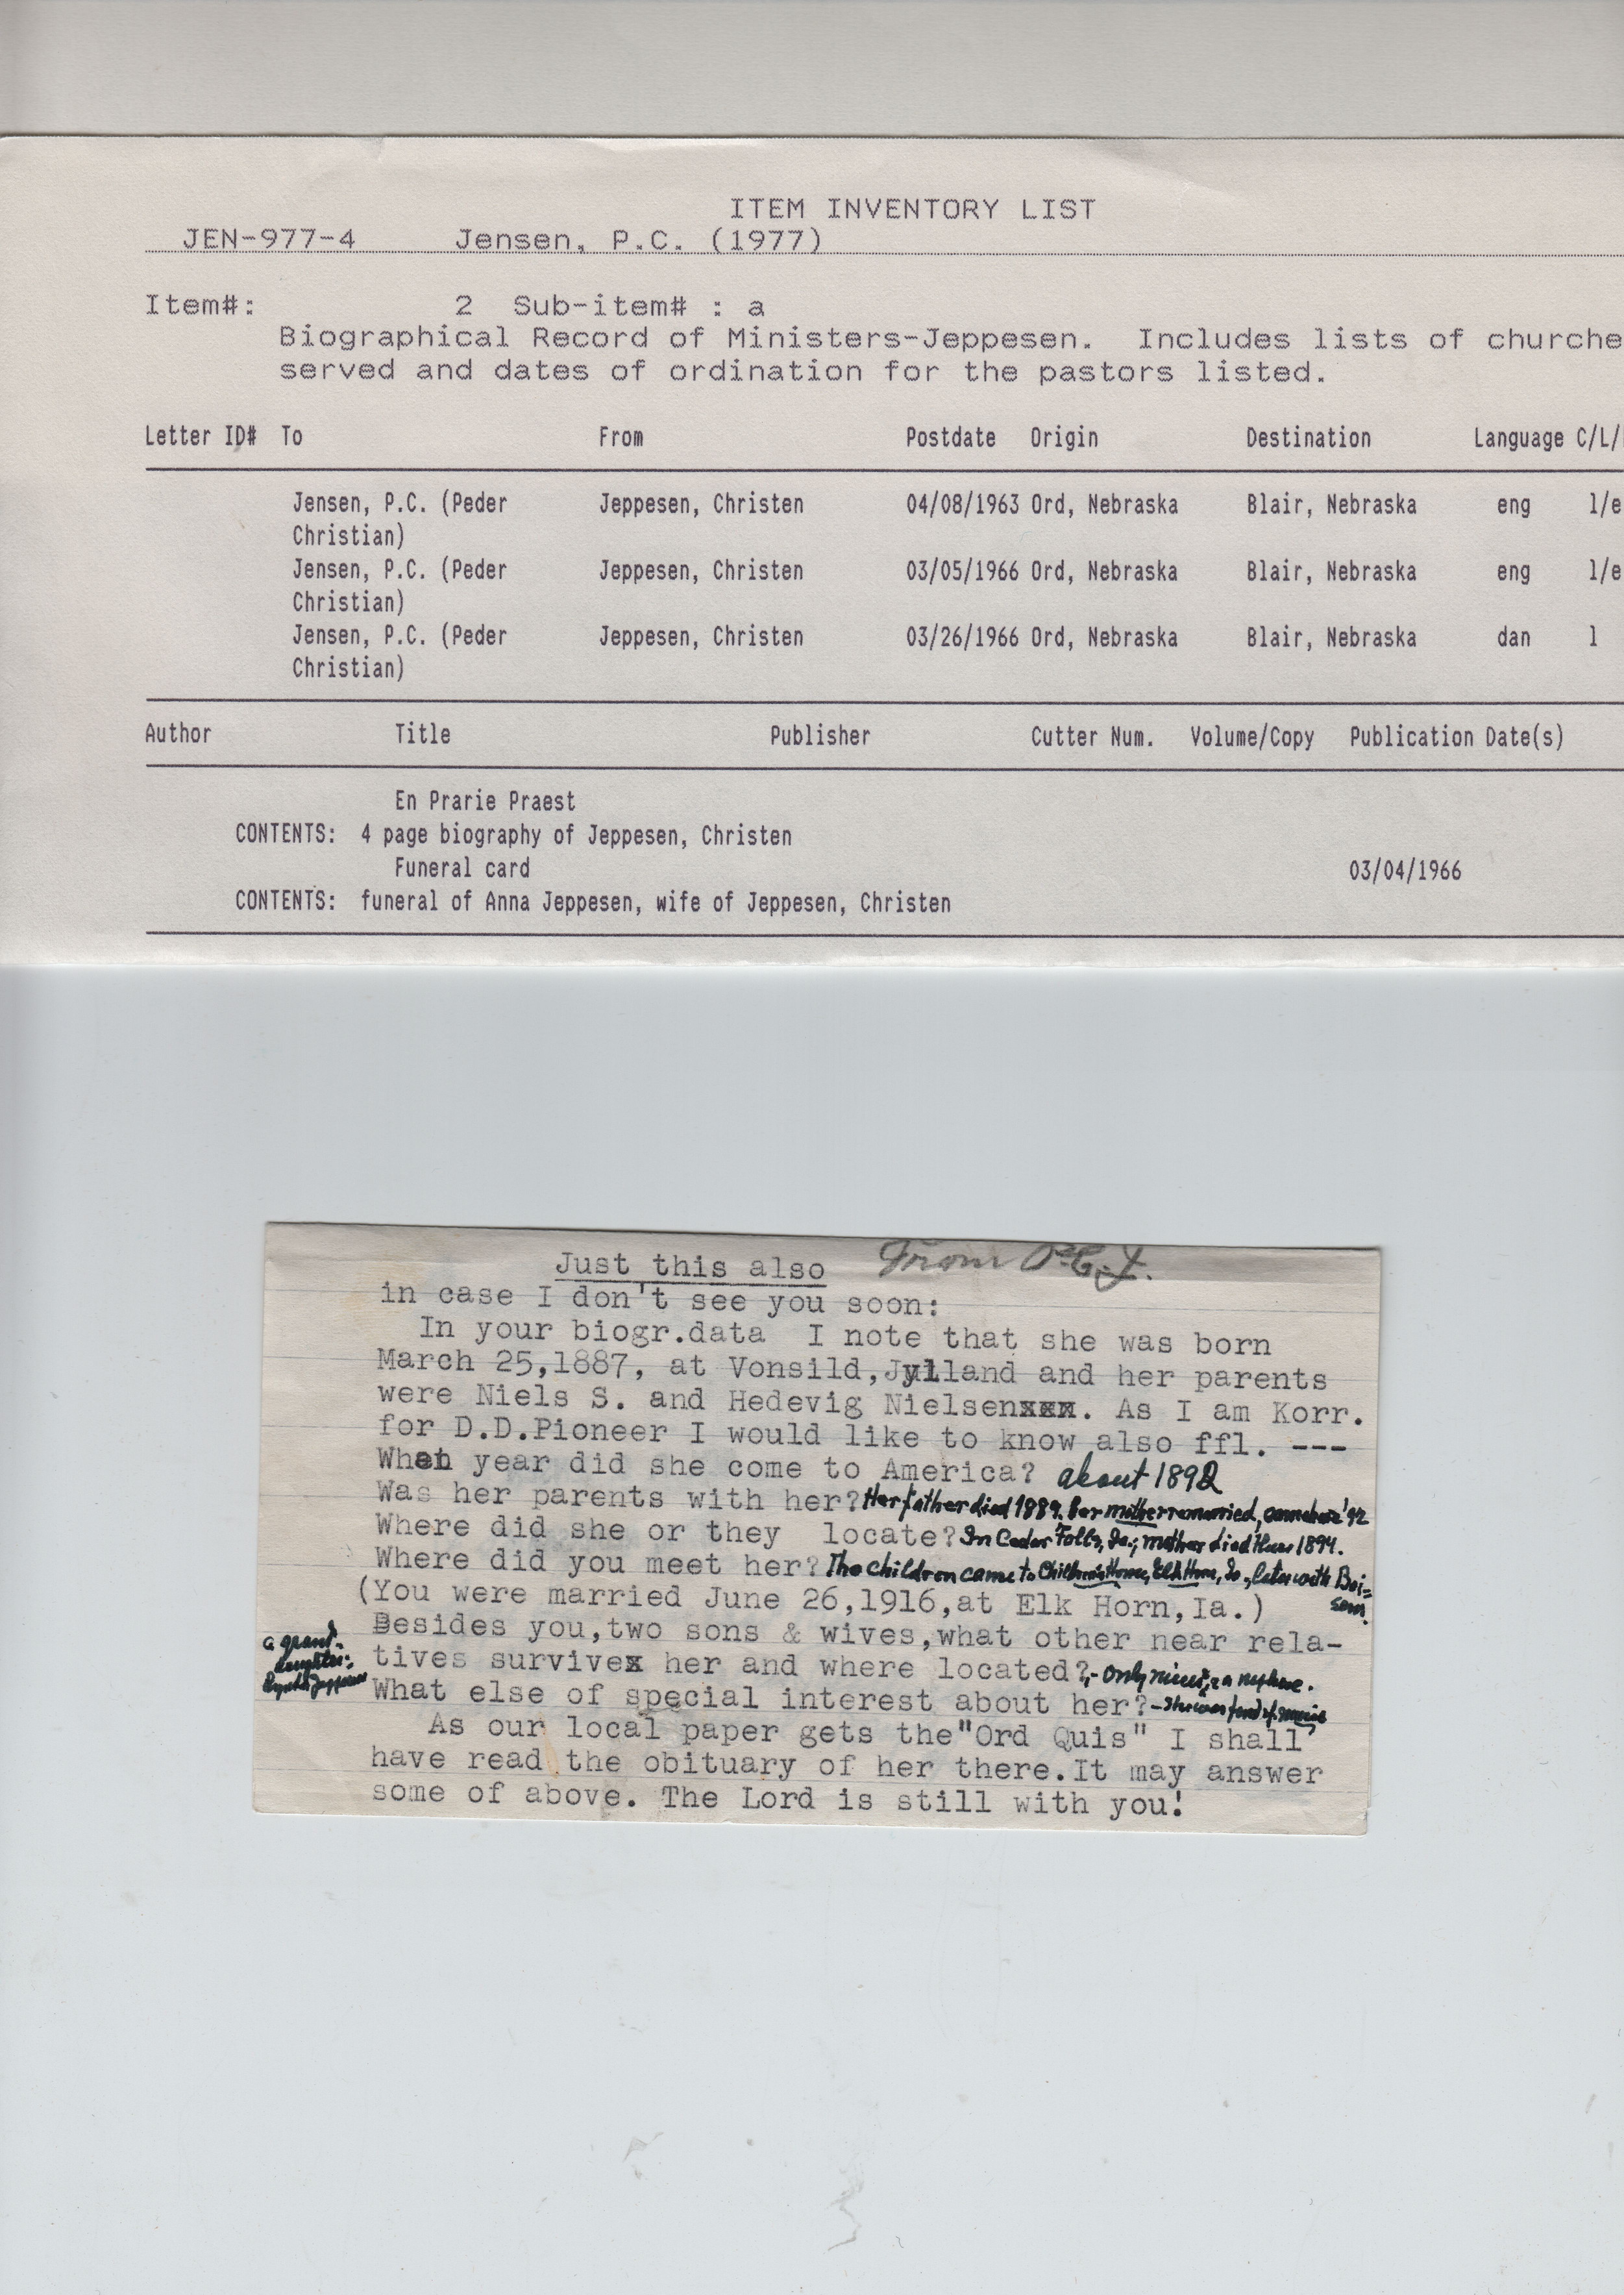 ITEM INVENTORY LIST
JEN-977-4 Jensen, P.C. (1977)
Item#: 2 Sub-item# : a
Biographical Record of Ministers-Jeppesen. Includes lists of churche
served and dates of ordination for the pastors listed.
Letter ID# To From Postdate Origin Destination Language C/L/
Jensen, P.C. (Peder Jeppesen, Christen 04/08/1963 Ord, Nebraska Blair, Nebraska eng l/e
Christian)
Jensen, P.C. (Peder Jeppesen, Christen 03/05/1966 Ord, Nebraska Blair, Nebraska eng l/e
Christian)
Jensen, P.C. (Peder Jeppesen, Christen 03/26/1966 Ord, Nebraska Blair, Nebraska dan l
Christian)
Author Title Publisher Cutter Num. Volume/Copy Publication Date(s)
En Prarie Praest
CONTENTS: 4 page biography of Jeppesen, Christen
Funeral card 03/04/1966
CONTENTS: funeral of Anna Jeppesen, wife of Jeppesen, Christen
Just this also From P.C.J.
in case I don't see you soon:
In your biogr.data I note that she was born
March 25,1887, at Vonsild,Jylland and her parents
were Niels S. and Hedevig Nielsenxxx. As I am Korr.
for D.D.Pioneer I would like to know also ffl. ---
When year did she come to America? about 1892
Was her parents with her? Her father died 1889. her mother remarried, came here '92
Where did she or they locate? In Cedar Falls, Ia.; mother died there 1894.
Where did you meet her? The children came to Children's Home, Elk Horn, Ia., later with Boi=
sem.
(You were married June 26,1916,at Elk Horn,Ia.)
Besides you,two sons & wives,what other near rela-
a grand-
daughter:
Jeppesen
tives survivex her and where located?- only nieces, & a nephew.
What else of special interest about her?- She was fond of music
As our local paper gets the"Ord Quis" I shall
have read the obituary of her there.It may answer
some of above. The Lord is still with you!